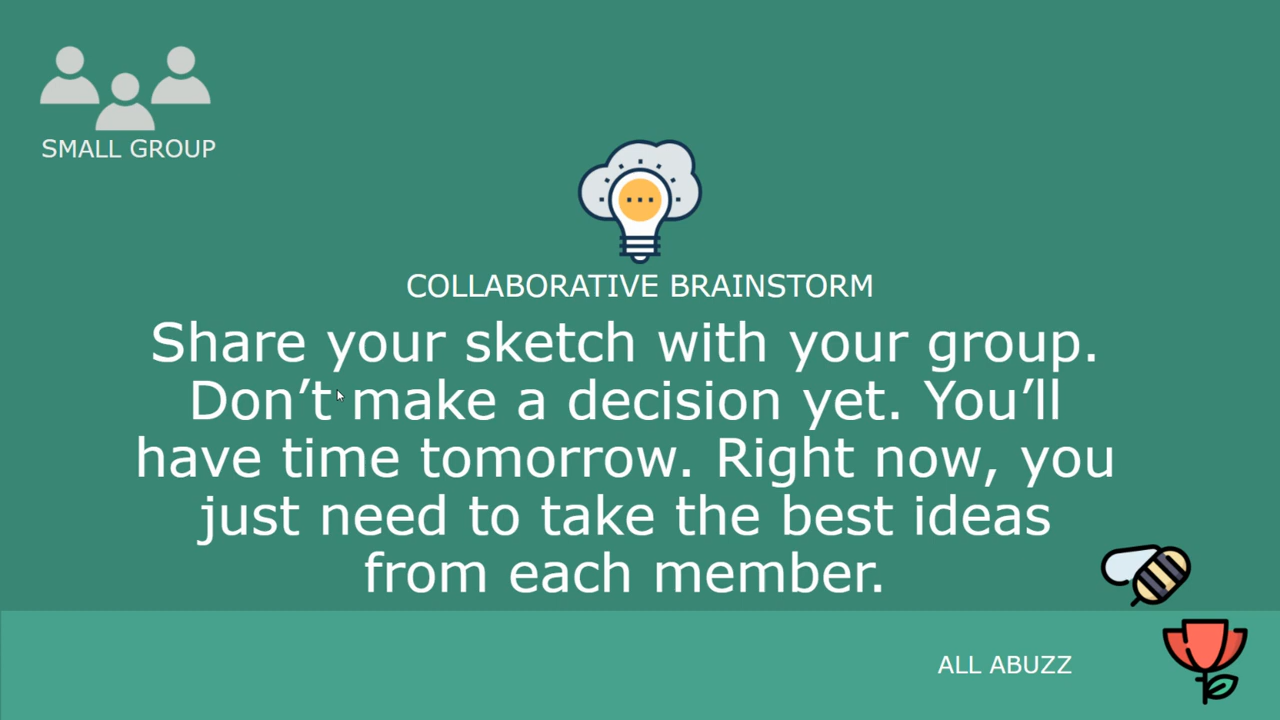 SMALL GROUP
COLLABORATIVE BRAINSTORM
Share your sketch with your group.
Don’t make a decision yet. You’ll
have time tomorrow. Right now, you
just need to take the best ideas
from each member.
ALL ABUZZ